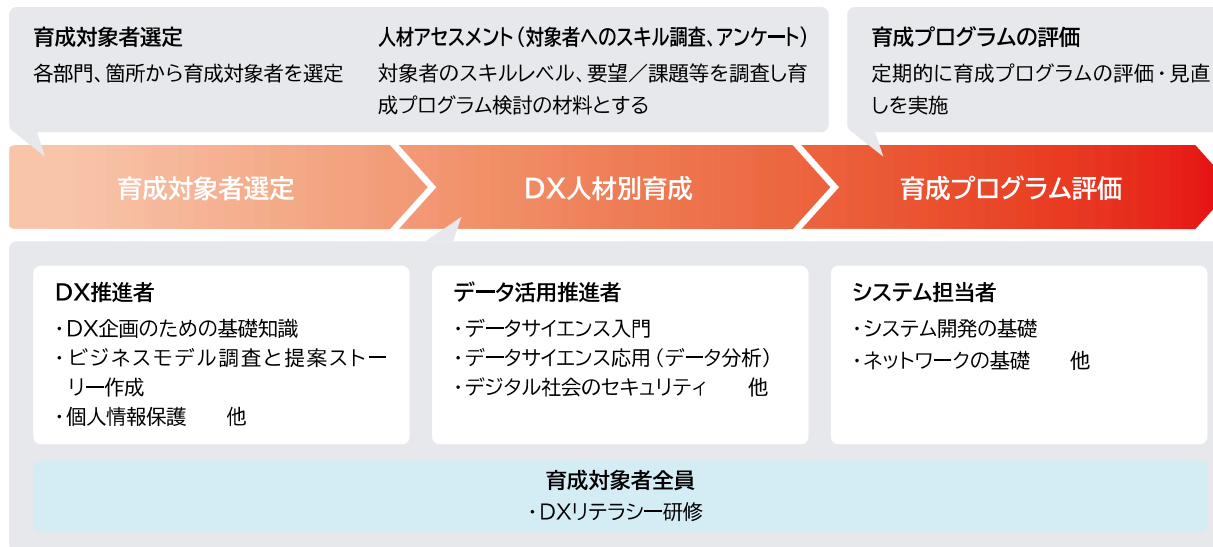 育成対象者選定
各部門、箇所から育成対象者を選定
人材アセスメント（対象者へのスキル調査、アンケート）
対象者のスキルレベル、要望／課題等を調査し育
成プログラム検討の材料とする
育成プログラムの評価
定期的に育成プログラムの評価・見直
しを実施
育成対象者選定
DX人材別育成
育成プログラム評価
DX推進者
・DX企画のための基礎知識
・ビジネスモデル調査と提案ストー
リー作成
・個人情報保護　他
データ活用推進者
・データサイエンス入門
・データサイエンス応用（データ分析）
・デジタル社会のセキュリティ　他
システム担当者
・システム開発の基礎
・ネットワークの基礎　他
育成対象者全員
・DXリテラシー研修